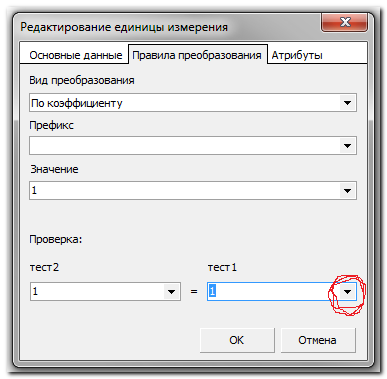 Редактирование единицы измерения
Основные данные Правила преобразования Атрибуты
Вид преобразования
По коэффициенту
Префикс
Значение
1
Проверка:
тест2 тест1
1 = 1
OK Отмена